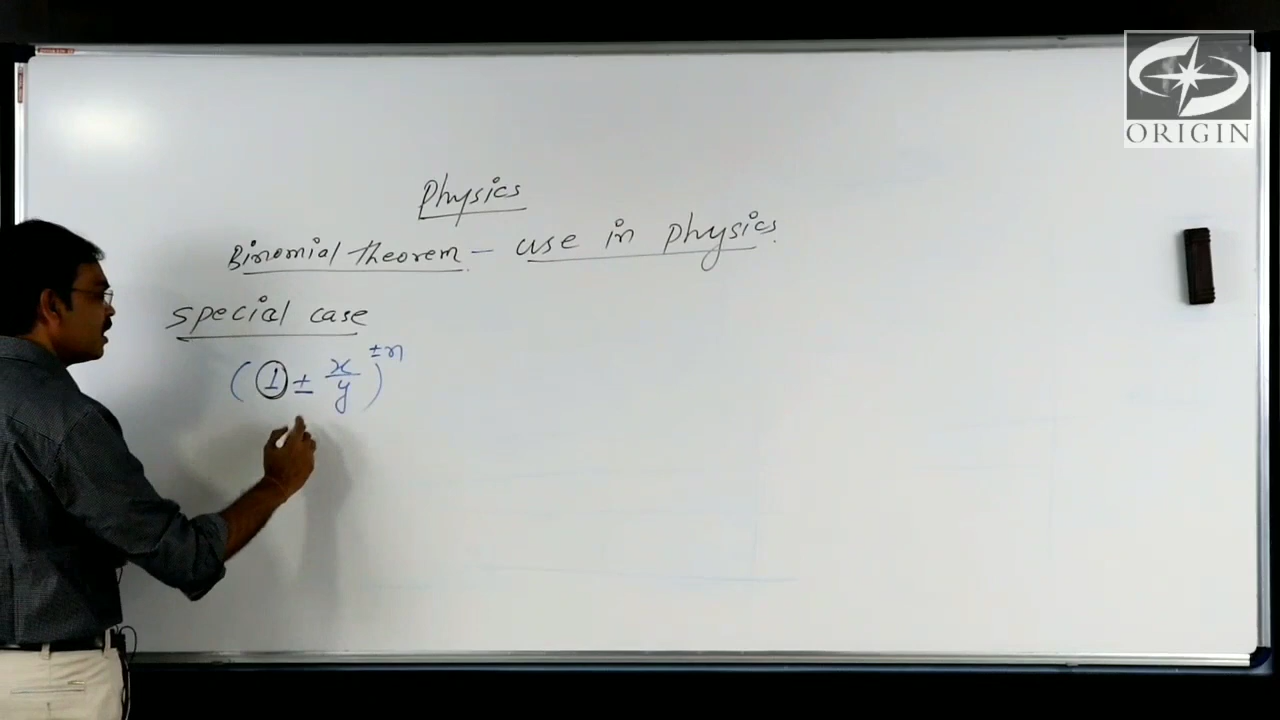 ORIGIN
Physics
Binomial theorem - use in physics.
special case
(1 ± x/y)^±n